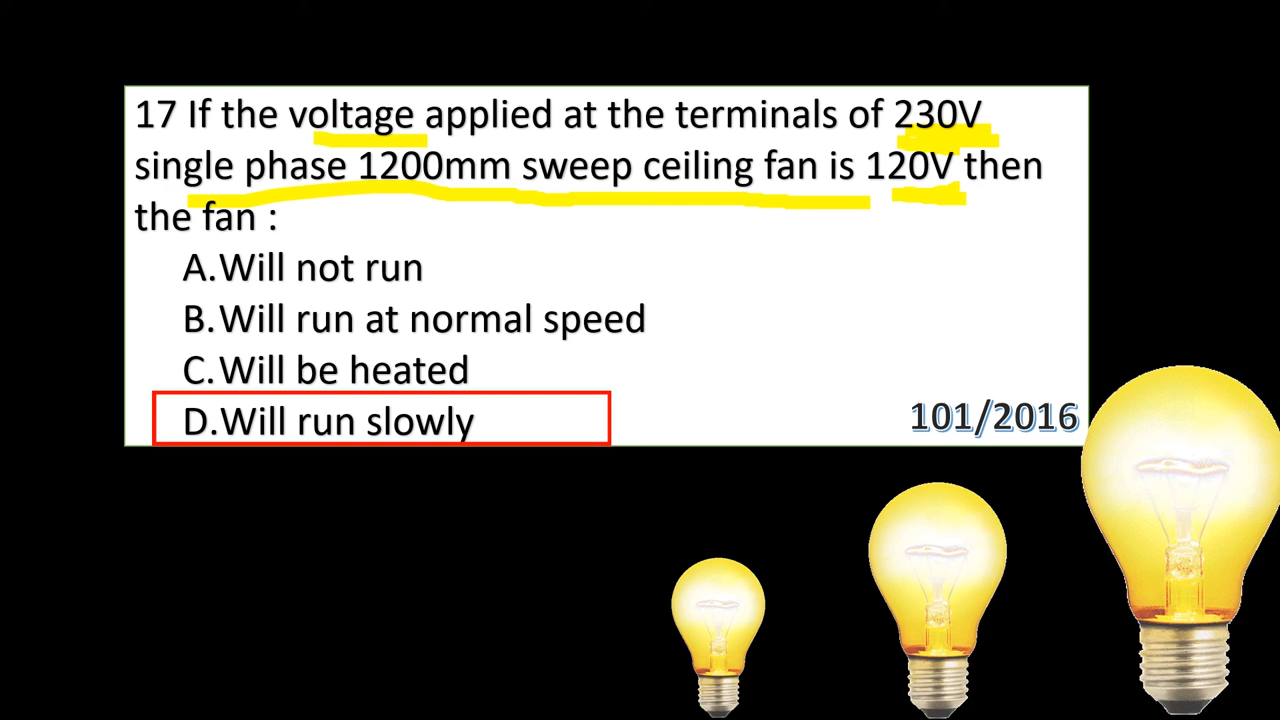 17 If the voltage applied at the terminals of 230V
single phase 1200mm sweep ceiling fan is 120V then
the fan :
A.Will not run
B.Will run at normal speed
C.Will be heated
D.Will run slowly
101/2016